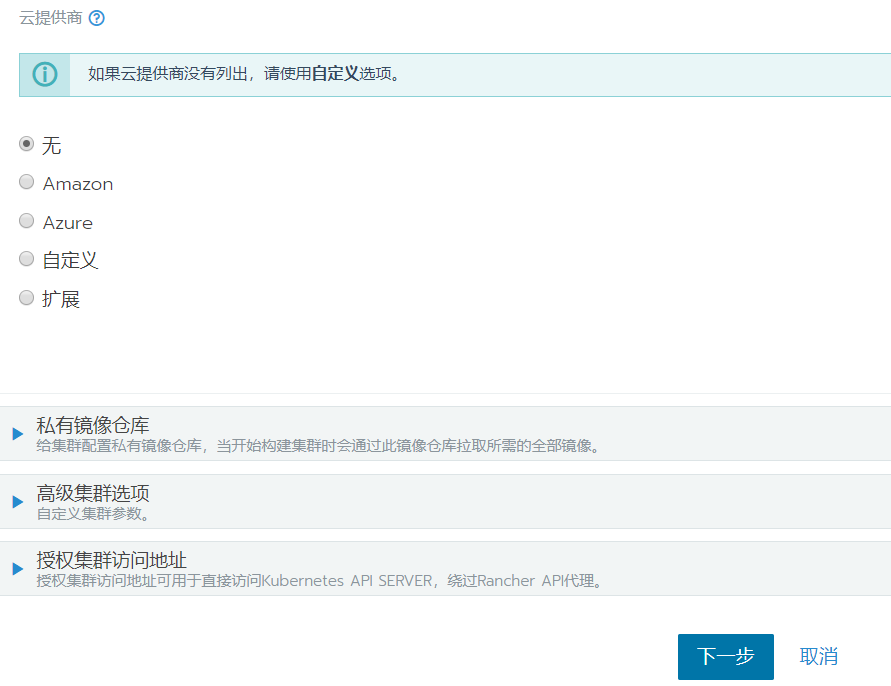 云提供商
如果云提供商没有列出，请使用自定义选项。
无
Amazon
Azure
自定义
扩展
私有镜像仓库
给集群配置私有镜像仓库，当开始构建集群时会通过此镜像仓库拉取所需的全部镜像。
高级集群选项
自定义集群参数。
授权集群访问地址
授权集群访问地址可用于直接访问Kubernetes API SERVER，绕过Rancher API代理。
下一步 取消